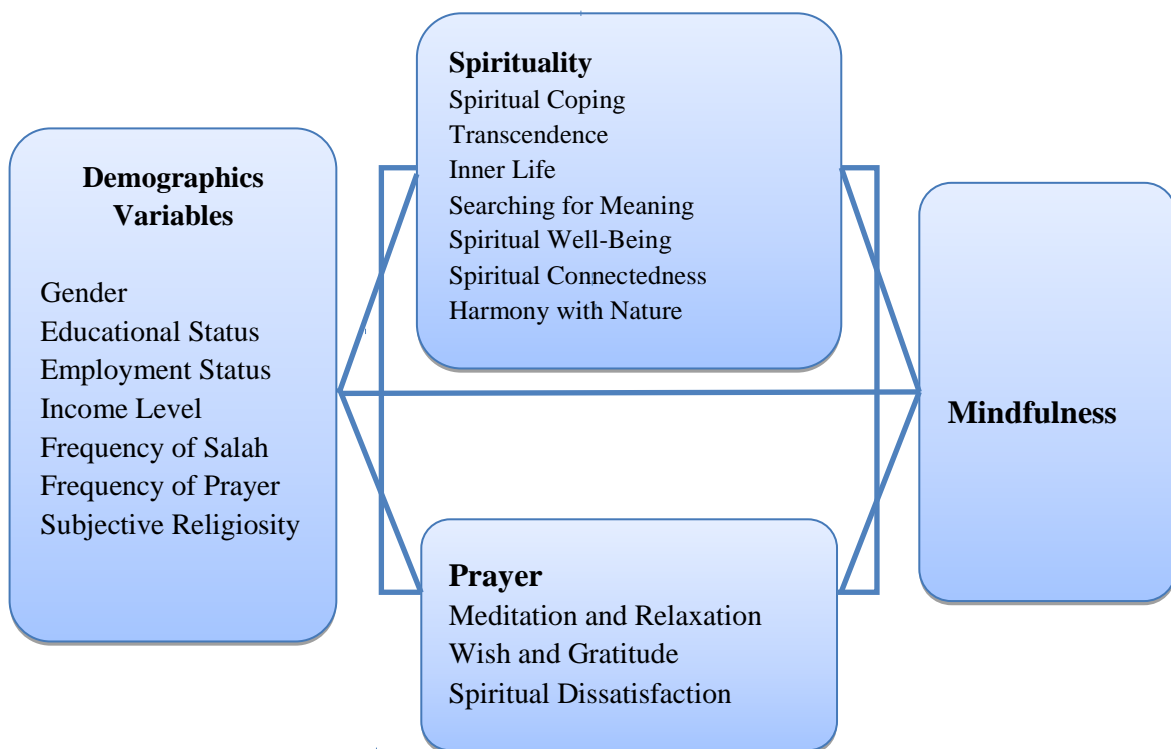 Demographics
Variables
Gender
Educational Status
Employment Status
Income Level
Frequency of Salah
Frequency of Prayer
Subjective Religiosity
Spirituality
Spiritual Coping
Transcendence
Inner Life
Searching for Meaning
Spiritual Well-Being
Spiritual Connectedness
Harmony with Nature
Prayer
Meditation and Relaxation
Wish and Gratitude
Spiritual Dissatisfaction
Mindfulness